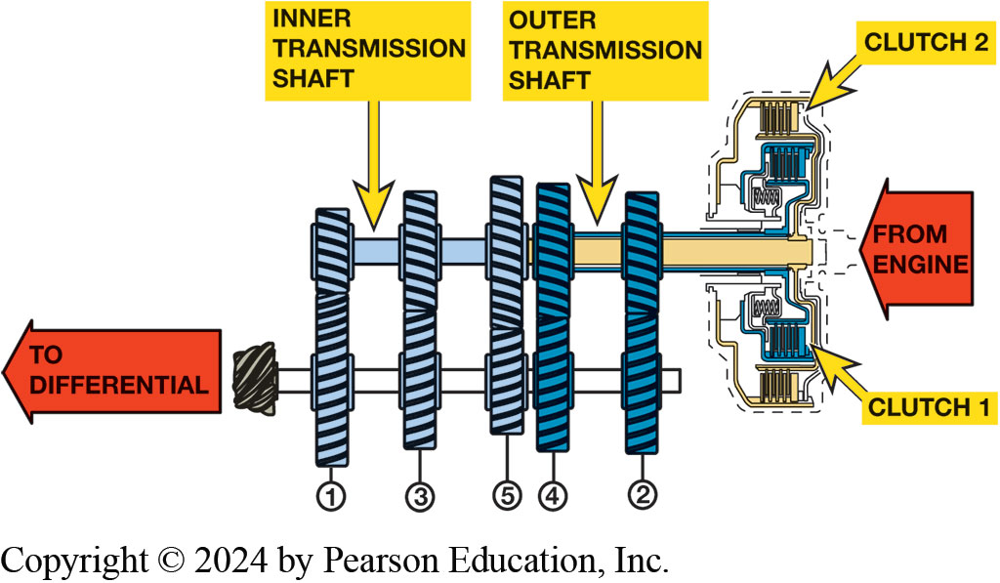 INNER
TRANSMISSION
SHAFT
OUTER
TRANSMISSION
SHAFT
CLUTCH 2
FROM
ENGINE
TO
DIFFERENTIAL
CLUTCH 1
1
3
5
4
2
Copyright © 2024 by Pearson Education, Inc.